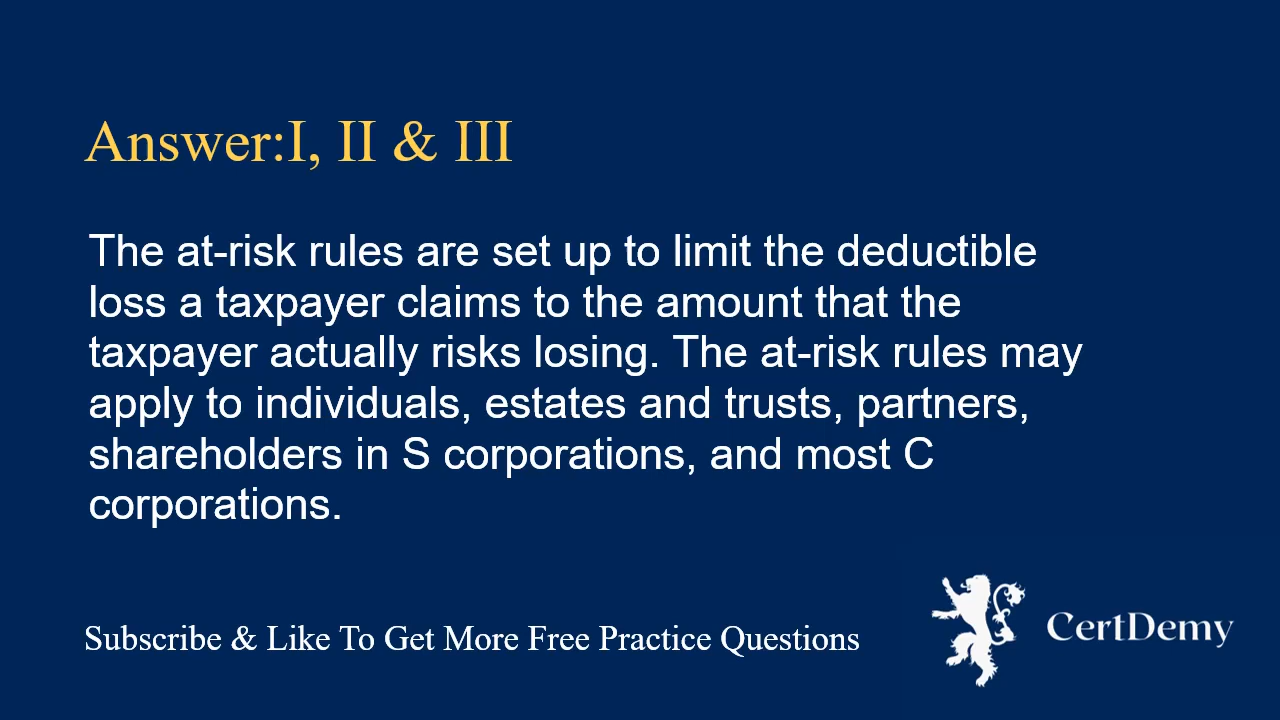 Answer:I, II & III
The at-risk rules are set up to limit the deductible
loss a taxpayer claims to the amount that the
taxpayer actually risks losing. The at-risk rules may
apply to individuals, estates and trusts, partners,
shareholders in S corporations, and most C
corporations.
Subscribe & Like To Get More Free Practice Questions
CertDemy